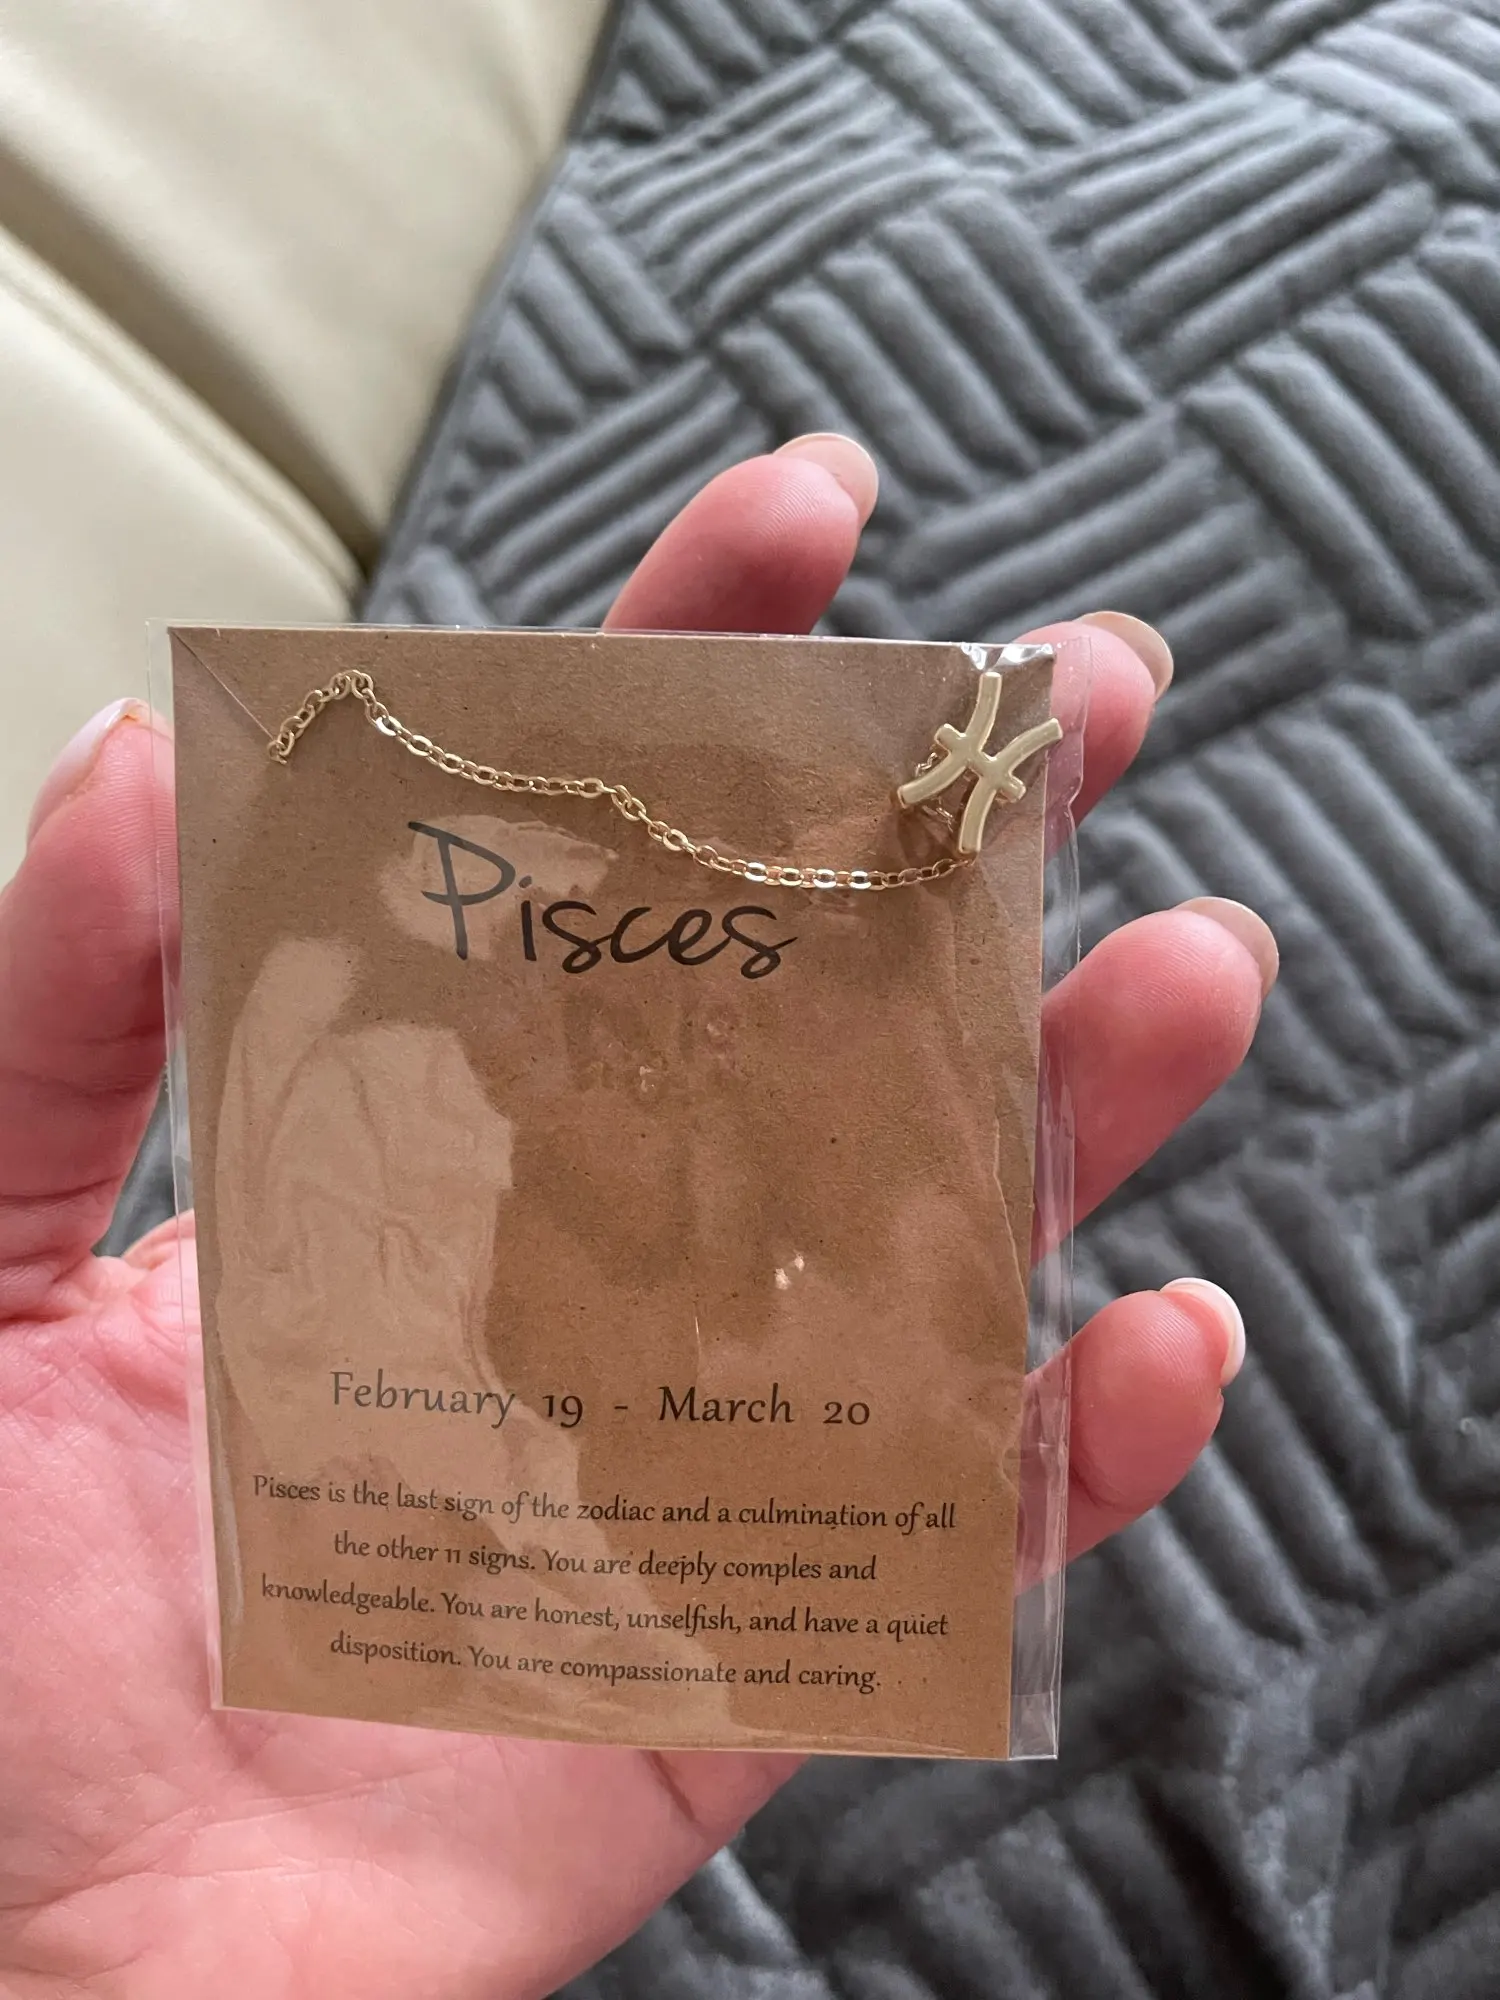 Pisces
February 19 - March 20
Pisces is the last sign of the zodiac and a culmination of all
the other 11 signs. You are deeply comples and
knowledgeable. You are honest, unselfish, and have a quiet
disposition. You are compassionate and caring.